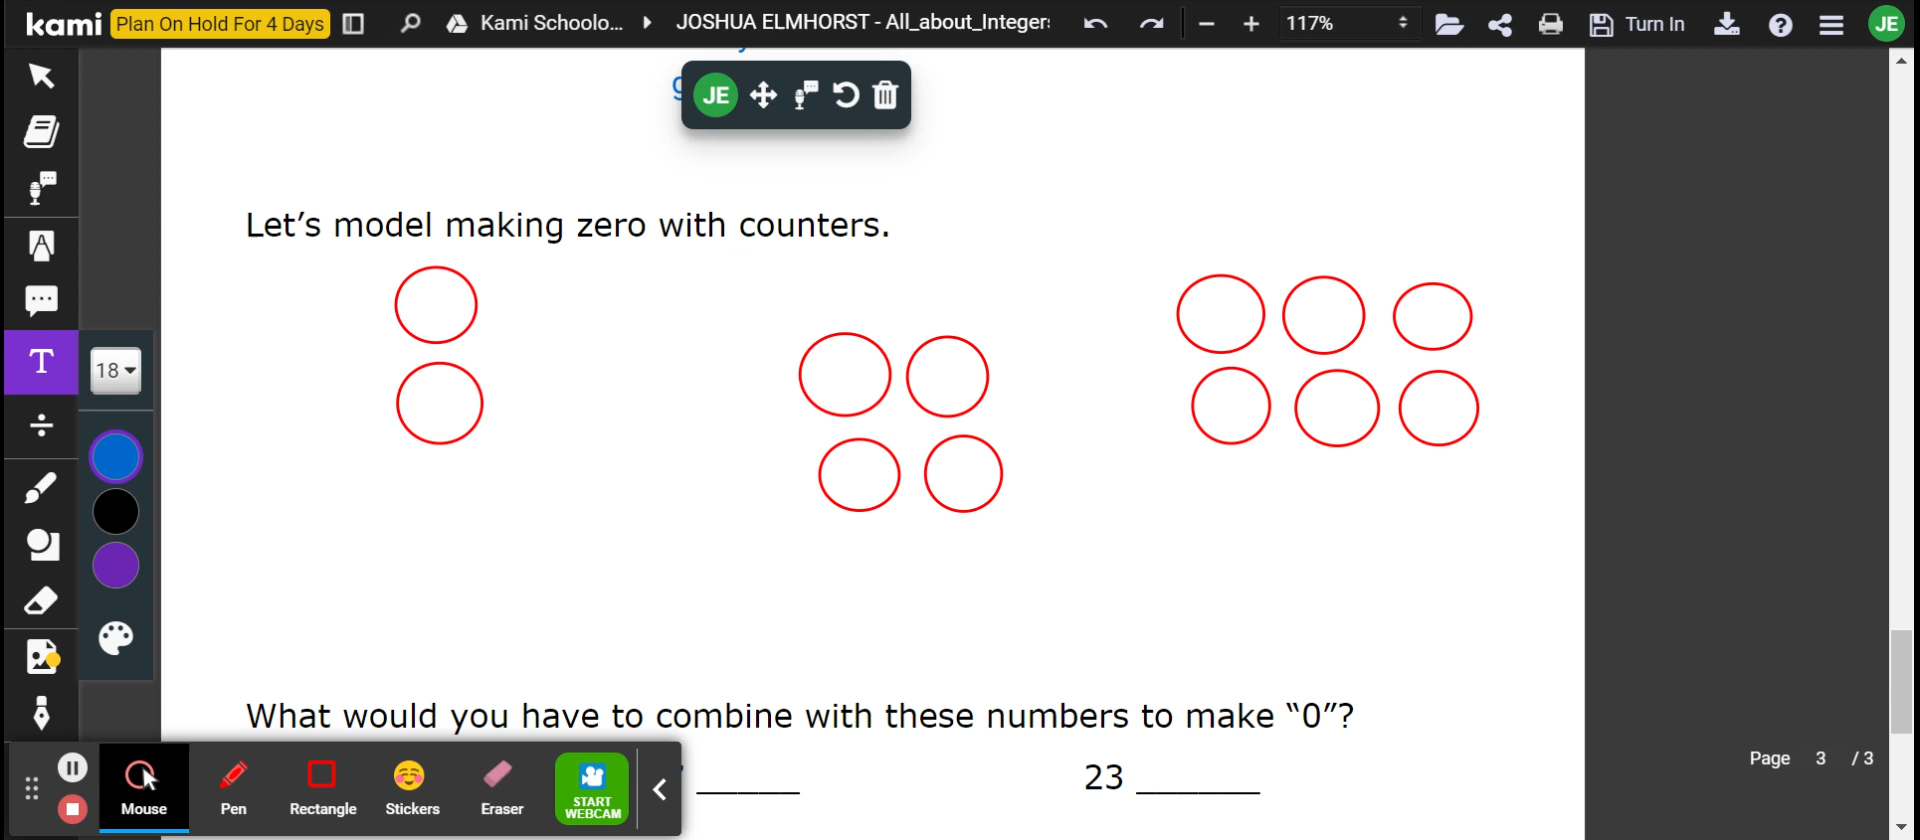 kami Plan On Hold For 4 Days Kami Schoolo... JOSHUA ELMHORST - All_about_Integer 117% Turn In JE
JE
Let's model making zero with counters.
T 18
What would you have to combine with these numbers to make “0”?
Page 3 / 3
23 _______
Mouse Pen Rectangle Stickers Eraser START WEBCAM